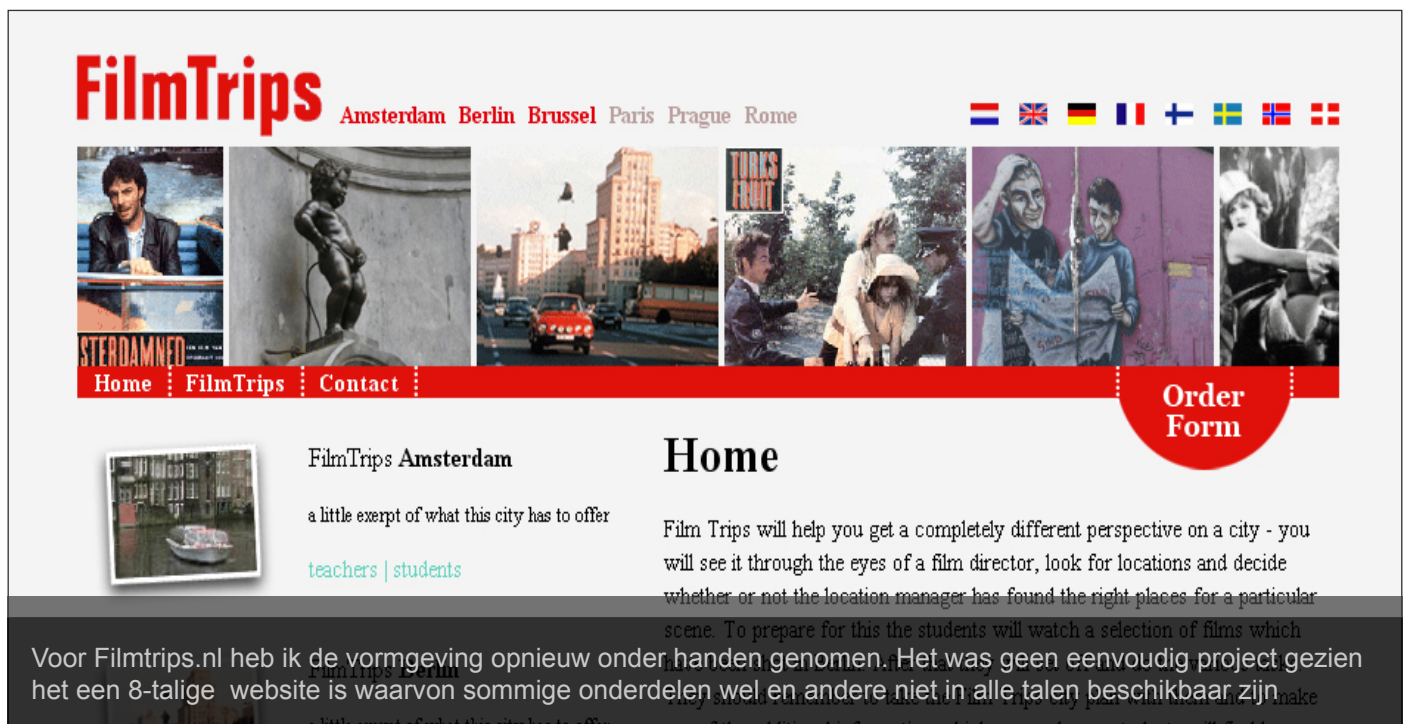 FilmTrips
Amsterdam Berlin Brussel Paris Prague Rome
TURKS
FRUIT
STERDAMNED
Home FilmTrips Contact
Order
Form
FilmTrips Amsterdam
a little exerpt of what this city has to offer
teachers | students
Home
Film Trips will help you get a completely different perspective on a city - you
will see it through the eyes of a film director, look for locations and decide
whether or not the location manager has found the right places for a particular
scene. To prepare for this the students will watch a selection of films which
FilmTrips Berlin
Voor Filmtrips.nl heb ik de vormgeving opnieuw onder handen genomen. Het was geen eenvoudig project gezien
het een 8-talige website is waarvon sommige onderdelen wel en andere niet in alle talen beschikbaar zijn